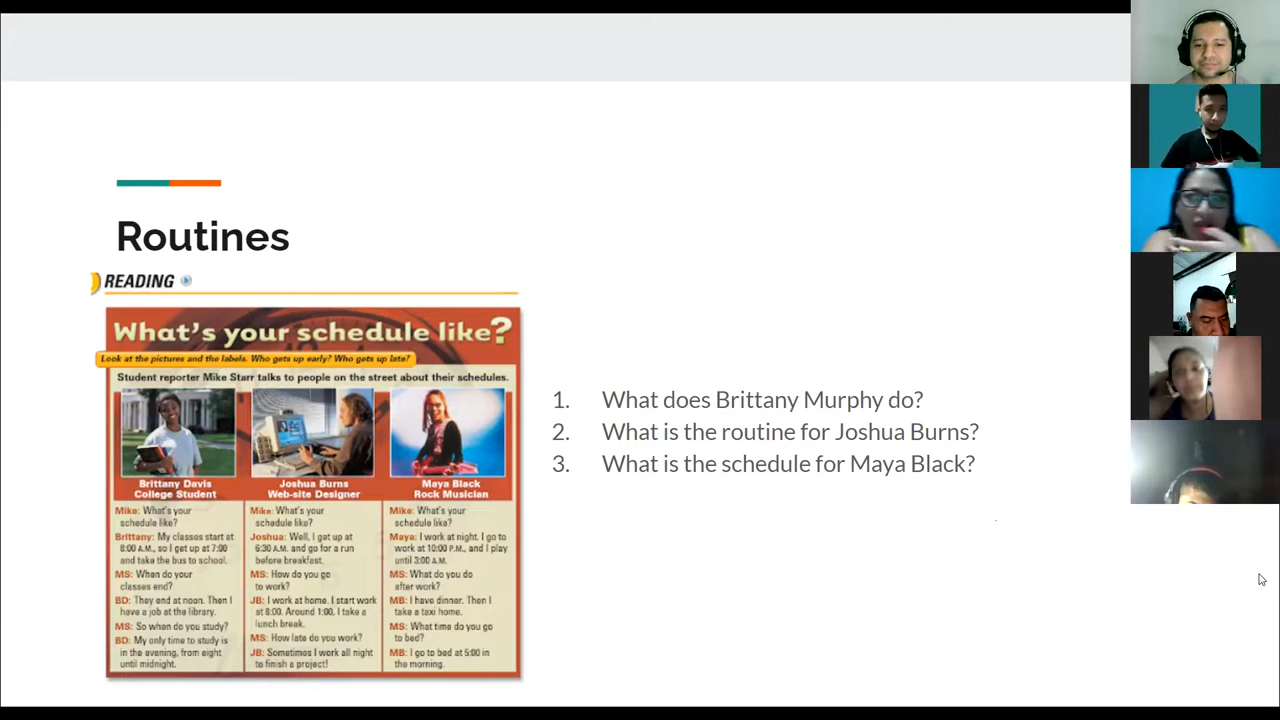 Routines
READING
What's your schedule like?
Look at the pictures and the labels. Who gets up early? Who gets up late?
Student reporter Mike Starr talks to people on the street about their schedules.
Brittany Davis
College Student
Mike: What's your
schedule like?
Brittany: My classes start at
8:00 A.M., so I get up at 7:00
and take the bus to school.
MS: When do your
classes end?
BD: They end at noon. Then I
have a job at the library.
MS: So when do you study?
BD: My only time to study is
in the evening, from eight
until midnight.
Joshua Burns
Web-site Designer
Mike: What's your
schedule like?
Joshua: Well, I get up at
6:30 A.M. and go for a run
before breakfast.
MS: How do you go
to work?
JB: I work at home. I start work
at 8:00. Around 1:00, I take a
lunch break.
MS: How late do you work?
JB: Sometimes I work all night
to finish a project!
Maya Black
Rock Musician
Mike: What's your
schedule like?
Maya: I work at night. I go to
work at 10:00 P.M., and I play
until 3:00 A.M.
MS: What do you do
after work?
MB: I have dinner. Then I
take a taxi home.
MS: What time do you go
to bed?
MB: I go to bed at 5:00 in
the morning.
1. What does Brittany Murphy do?
2. What is the routine for Joshua Burns?
3. What is the schedule for Maya Black?